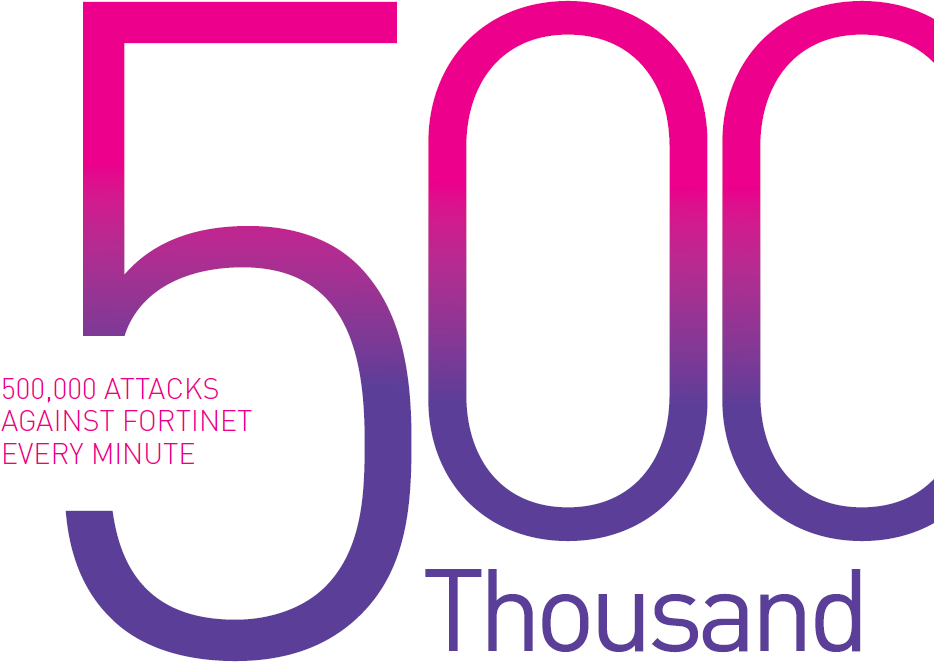 500
500,000 ATTACKS
AGAINST FORTINET
EVERY MINUTE
Thousand